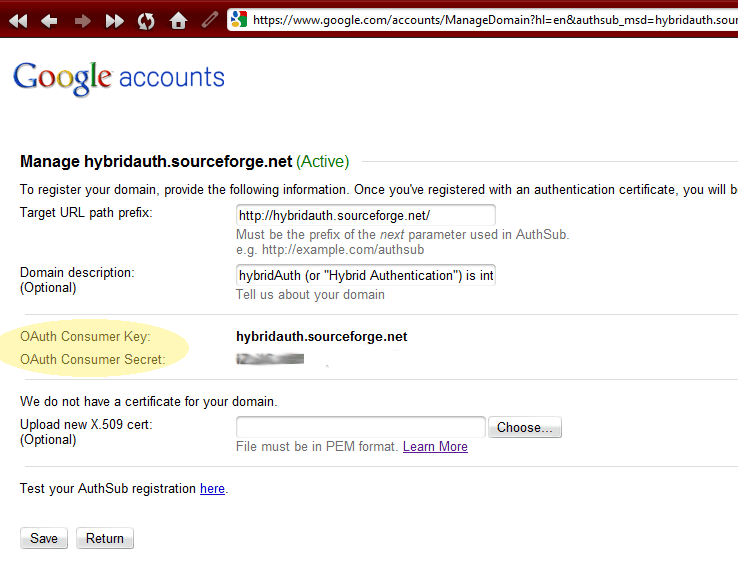 https://www.google.com/accounts/ManageDomain?hl=en&authsub_msd=hybridauth.sour
Google accounts
Manage hybridauth.sourceforge.net (Active)
To register your domain, provide the following information. Once you've registered with an authentication certificate, you will b
Target URL path prefix:
http://hybridauth.sourceforge.net/
Must be the prefix of the next parameter used in AuthSub.
e.g. http://example.com/authsub
Domain description:
(Optional)
hybridAuth (or "Hybrid Authentication") is int
Tell us about your domain
OAuth Consumer Key: hybridauth.sourceforge.net
OAuth Consumer Secret:
We do not have a certificate for your domain.
Upload new X.509 cert:
(Optional)
Choose...
File must be in PEM format. Learn More
Test your AuthSub registration here.
Save Return